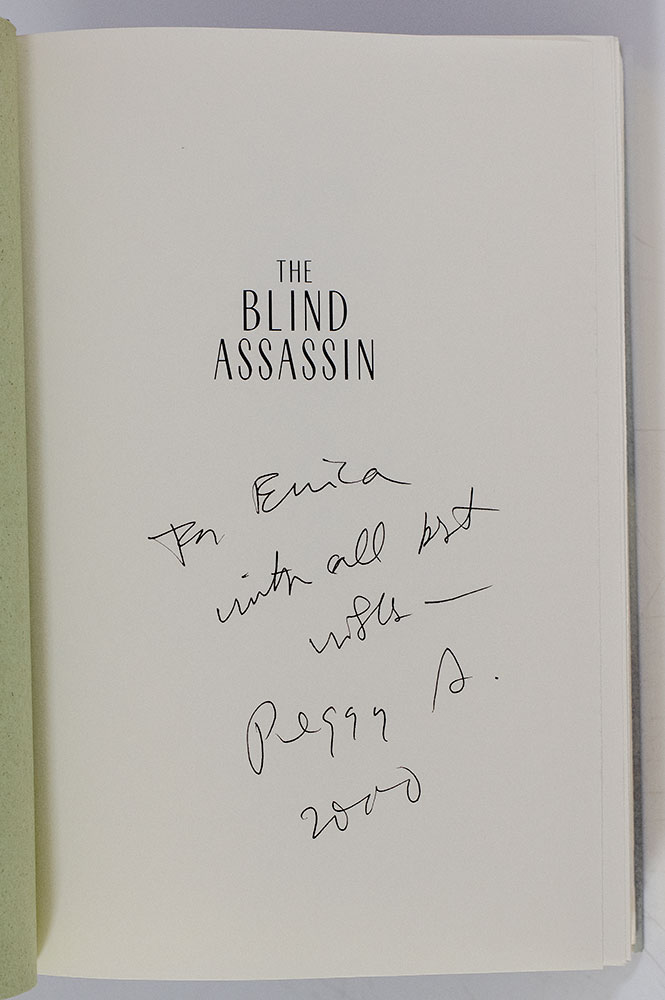 THE
BLIND
ASSASSIN
For Erica
with all best
wishes —
Peggy A.
2000